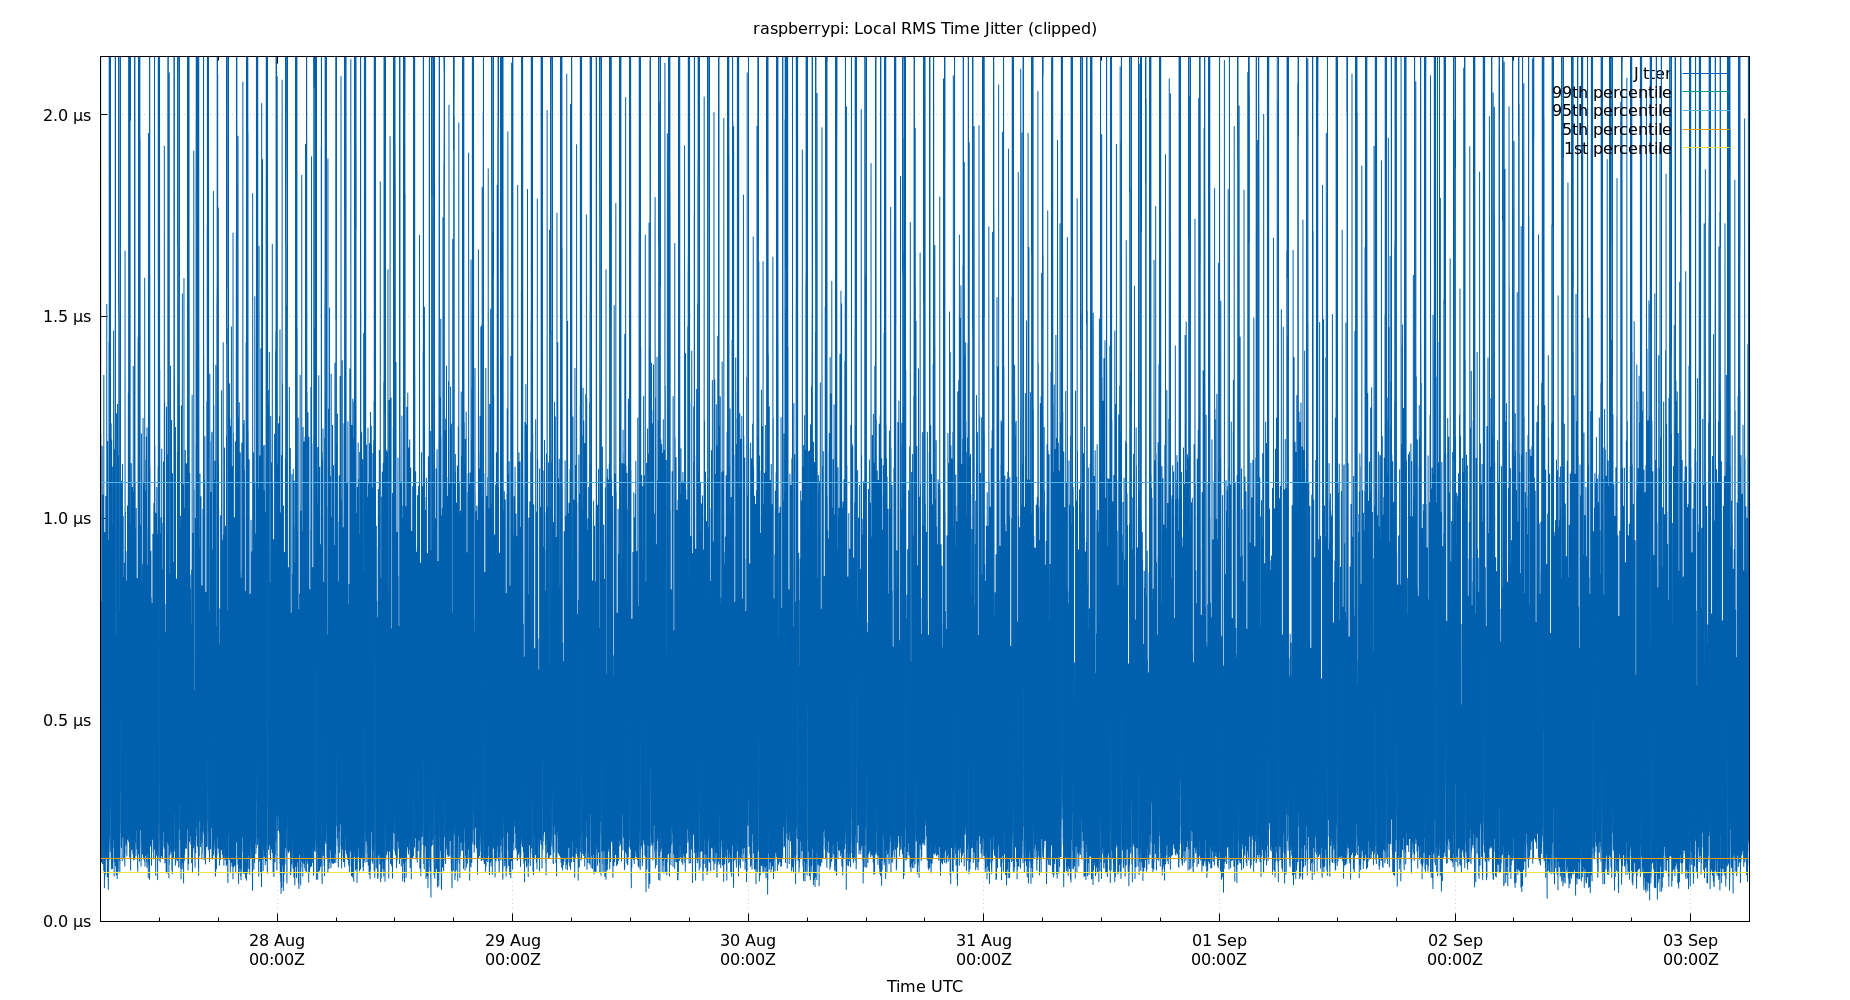 raspberrypi: Local RMS Time Jitter (clipped)
Jitter
99th percentile
95th percentile
5th percentile
1st percentile
2.0 µs
1.5 µs
1.0 µs
0.5 µs
0.0 µs
28 Aug
00:00Z
29 Aug
00:00Z
30 Aug
00:00Z
31 Aug
00:00Z
01 Sep
00:00Z
02 Sep
00:00Z
03 Sep
00:00Z
Time UTC